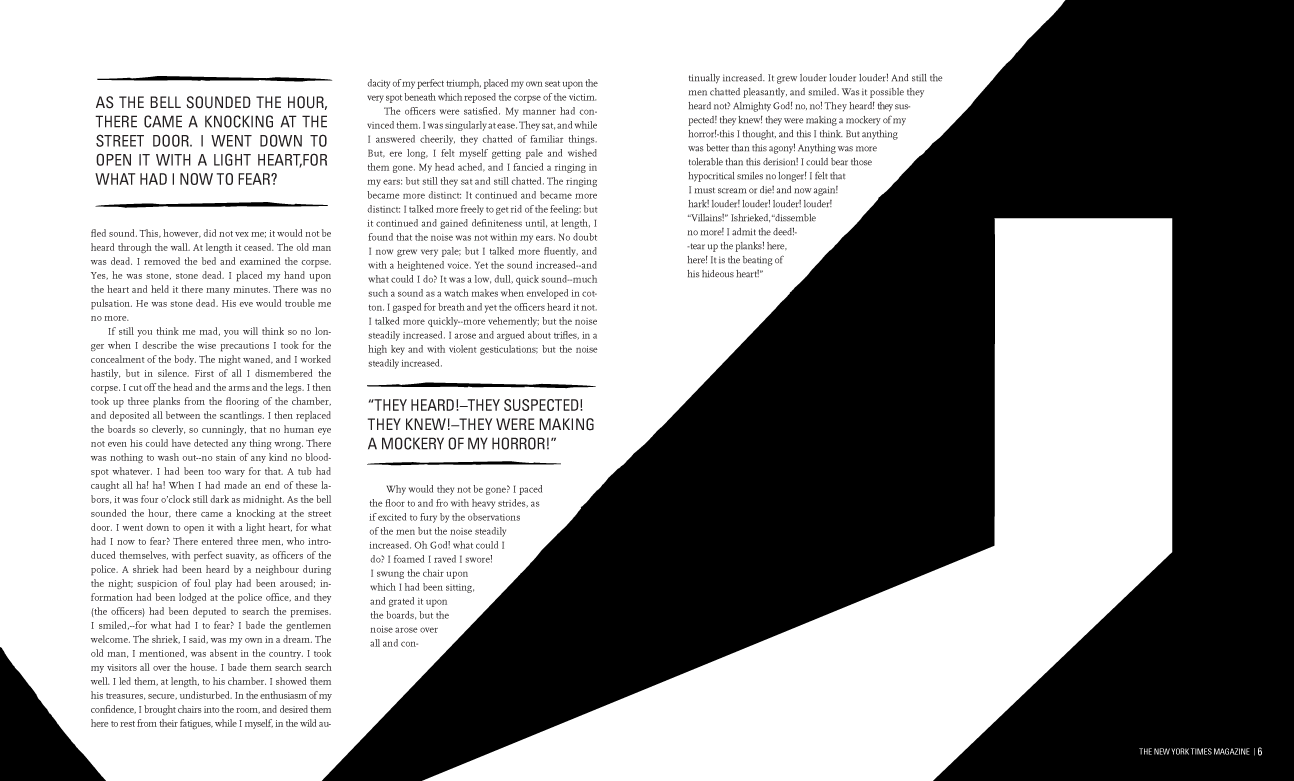 AS THE BELL SOUNDED THE HOUR,
THERE CAME A KNOCKING AT THE
STREET DOOR. I WENT DOWN TO
OPEN IT WITH A LIGHT HEART,FOR
WHAT HAD I NOW TO FEAR?
fled sound. This, however, did not vex me; it would not be
heard through the wall. At length it ceased. The old man
was dead. I removed the bed and examined the corpse.
Yes, he was stone, stone dead. I placed my hand upon
the heart and held it there many minutes. There was no
pulsation. He was stone dead. His eve would trouble me
no more.
If still you think me mad, you will think so no lon-
ger when I describe the wise precautions I took for the
concealment of the body. The night waned, and I worked
hastily, but in silence. First of all I dismembered the
corpse. I cut off the head and the arms and the legs. I then
took up three planks from the flooring of the chamber,
and deposited all between the scantlings. I then replaced
the boards so cleverly, so cunningly, that no human eye
not even his could have detected any thing wrong. There
was nothing to wash out--no stain of any kind no blood-
spot whatever. I had been too wary for that. A tub had
caught all ha! ha! When I had made an end of these la-
bors, it was four o'clock still dark as midnight. As the bell
sounded the hour, there came a knocking at the street
door. I went down to open it with a light heart, for what
had I now to fear? There entered three men, who intro-
duced themselves, with perfect suavity, as officers of the
police. A shriek had been heard by a neighbour during
the night; suspicion of foul play had been aroused; in-
formation had been lodged at the police office, and they
(the officers) had been deputed to search the premises.
I smiled,--for what had I to fear? I bade the gentlemen
welcome. The shriek, I said, was my own in a dream. The
old man, I mentioned, was absent in the country. I took
my visitors all over the house. I bade them search search
well. I led them, at length, to his chamber. I showed them
his treasures, secure, undisturbed. In the enthusiasm of my
confidence, I brought chairs into the room, and desired them
here to rest from their fatigues, while I myself, in the wild au-
dacity of my perfect triumph, placed my own seat upon the
very spot beneath which reposed the corpse of the victim.
The officers were satisfied. My manner had con-
vinced them. I was singularly at ease. They sat, and while
I answered cheerily, they chatted of familiar things.
But, ere long, I felt myself getting pale and wished
them gone. My head ached, and I fancied a ringing in
my ears: but still they sat and still chatted. The ringing
became more distinct: It continued and became more
distinct: I talked more freely to get rid of the feeling: but
it continued and gained definiteness until, at length, I
found that the noise was not within my ears. No doubt
I now grew very pale; but I talked more fluently, and
with a heightened voice. Yet the sound increased--and
what could I do? It was a low, dull, quick sound--much
such a sound as a watch makes when enveloped in cot-
ton. I gasped for breath and yet the officers heard it not.
I talked more quickly--more vehemently; but the noise
steadily increased. I arose and argued about trifles, in a
high key and with violent gesticulations; but the noise
steadily increased.
“THEY HEARD!–THEY SUSPECTED!
THEY KNEW!–THEY WERE MAKING
A MOCKERY OF MY HORROR!”
Why would they not be gone? I paced
the floor to and fro with heavy strides, as
if excited to fury by the observations
of the men but the noise steadily
increased. Oh God! what could I
do? I foamed I raved I swore!
I swung the chair upon
which I had been sitting,
and grated it upon
the boards, but the
noise arose over
all and con-
tinually increased. It grew louder louder louder! And still the
men chatted pleasantly, and smiled. Was it possible they
heard not? Almighty God! no, no! They heard! they sus-
pected! they knew! they were making a mockery of my
horror!-this I thought, and this I think. But anything
was better than this agony! Anything was more
tolerable than this derision! I could bear those
hypocritical smiles no longer! I felt that
I must scream or die! and now again!
hark! louder! louder! louder! louder!
“Villains!” Ishrieked,“dissemble
no more! I admit the deed!-
-tear up the planks! here,
here! It is the beating of
his hideous heart!”
THE NEW YORK TIMES MAGAZINE | 6